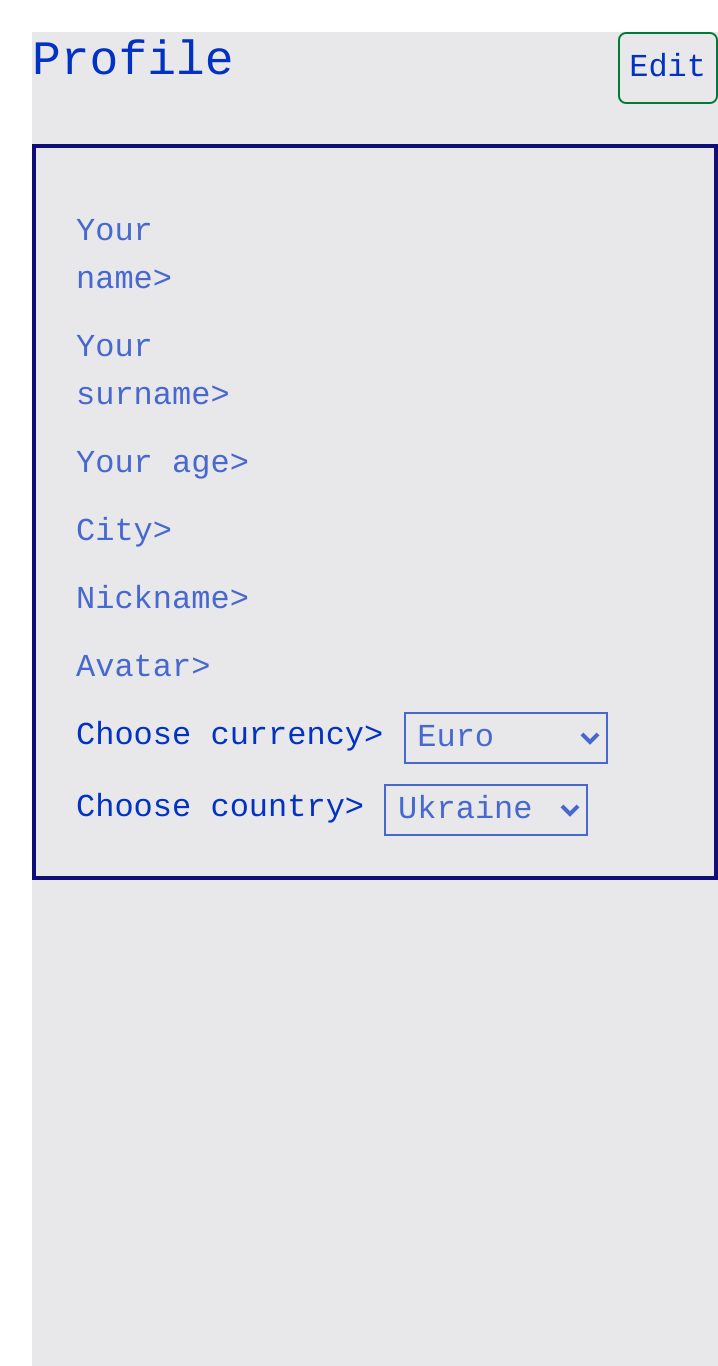 Profile
Edit
Your
name>
Your
surname>
Your age>
City>
Nickname>
Avatar>
Choose currency> Euro
Choose country> Ukraine